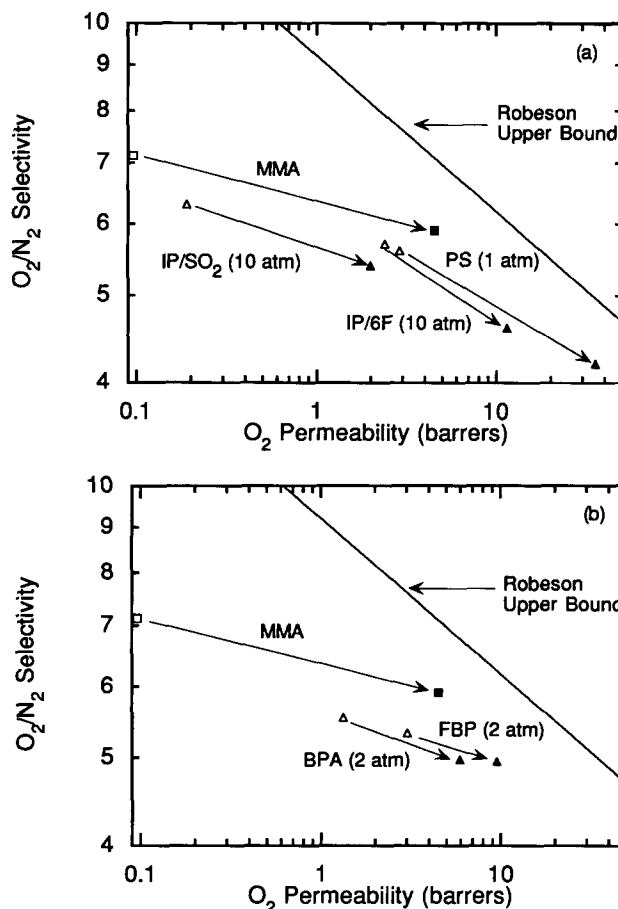 (a)
10
9
8
7
6
5
4
O₂/N₂ Selectivity
Robeson
Upper Bound
MMA
IP/SO₂ (10 atm)
PS (1 atm)
IP/6F (10 atm)
0.1 1 10
O₂ Permeability (barrers)
(b)
10
9
8
7
6
5
4
O₂/N₂ Selectivity
Robeson
Upper Bound
MMA
FBP (2 atm)
BPA (2 atm)
0.1 1 10
O₂ Permeability (barrers)